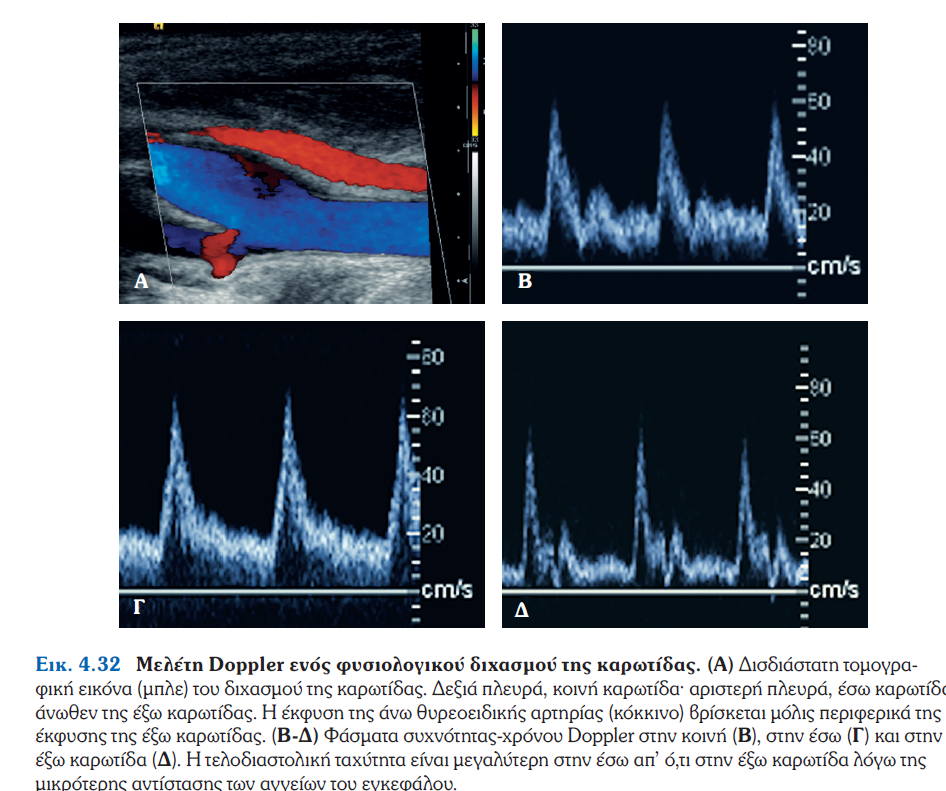 A
80
60
40
20
cm/s
B
80
60
40
20
cm/s
Γ
80
60
40
20
cm/s
Δ
Εικ. 4.32 Μελέτη Doppler ενός φυσιολογικού διχασμού της καρωτίδας. (Α) Δισδιάστατη τομογρα-
φική εικόνα (μπλε) του διχασμού της καρωτίδας. Δεξιά πλευρά, κοινή καρωτίδα· αριστερή πλευρά, έσω καρωτίδα
άνωθεν της έξω καρωτίδας. Η έκφυση της άνω θυρεοειδικής αρτηρίας (κόκκινο) βρίσκεται μόλις περιφερικά της
έκφυσης της έξω καρωτίδας. (Β-Δ) Φάσματα συχνότητας-χρόνου Doppler στην κοινή (Β), στην έσω (Γ) και στην
έξω καρωτίδα (Δ). Η τελοδιαστολική ταχύτητα είναι μεγαλύτερη στην έσω απ’ ό,τι στην έξω καρωτίδα λόγω της
μικρότερης αντίστασης των αγγείων του εγκεφάλου.